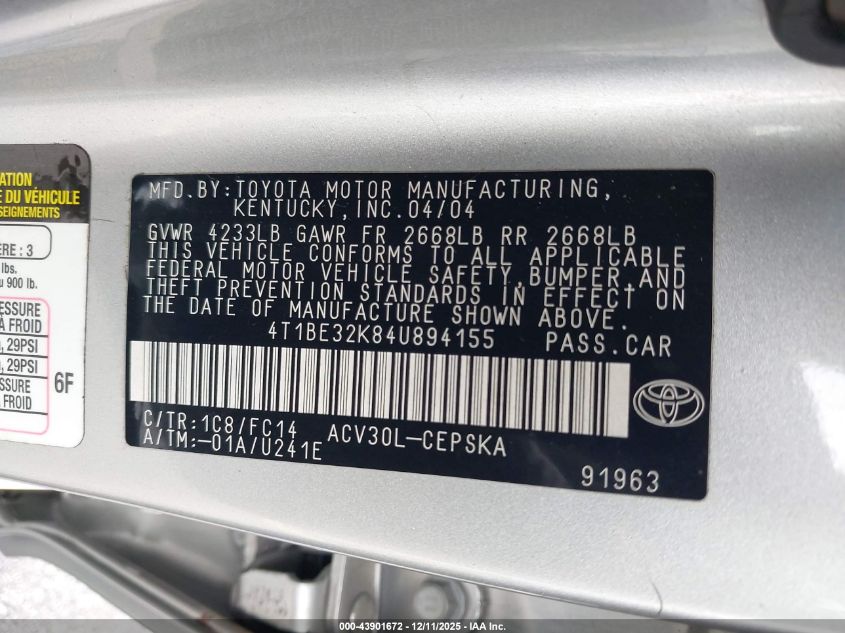 ATION
E DU VÉHICULE
SEIGNEMENTS
ÈRE : 3
lbs.
u 900 lb.
PRESSURE
À FROID
, 29PSI
, 29PSI
SSURE
À FROID
6F
MFD. BY: TOYOTA MOTOR MANUFACTURING,
KENTUCKY, INC. 04/04
GVWR 4233LB GAWR FR 2668LB RR 2668LB
THIS VEHICLE CONFORMS TO ALL APPLICABLE
FEDERAL MOTOR VEHICLE SAFETY, BUMPER, AND
THEFT PREVENTION STANDARDS IN EFFECT ON
THE DATE OF MANUFACTURE SHOWN ABOVE.
4T1BE32K84U894155 PASS. CAR
C/TR: 1C8/FC14 ACV30L-CEPSKA
A/TM:-01A/U241E
91963
000-43901672 - 12/11/2025 - IAA Inc.